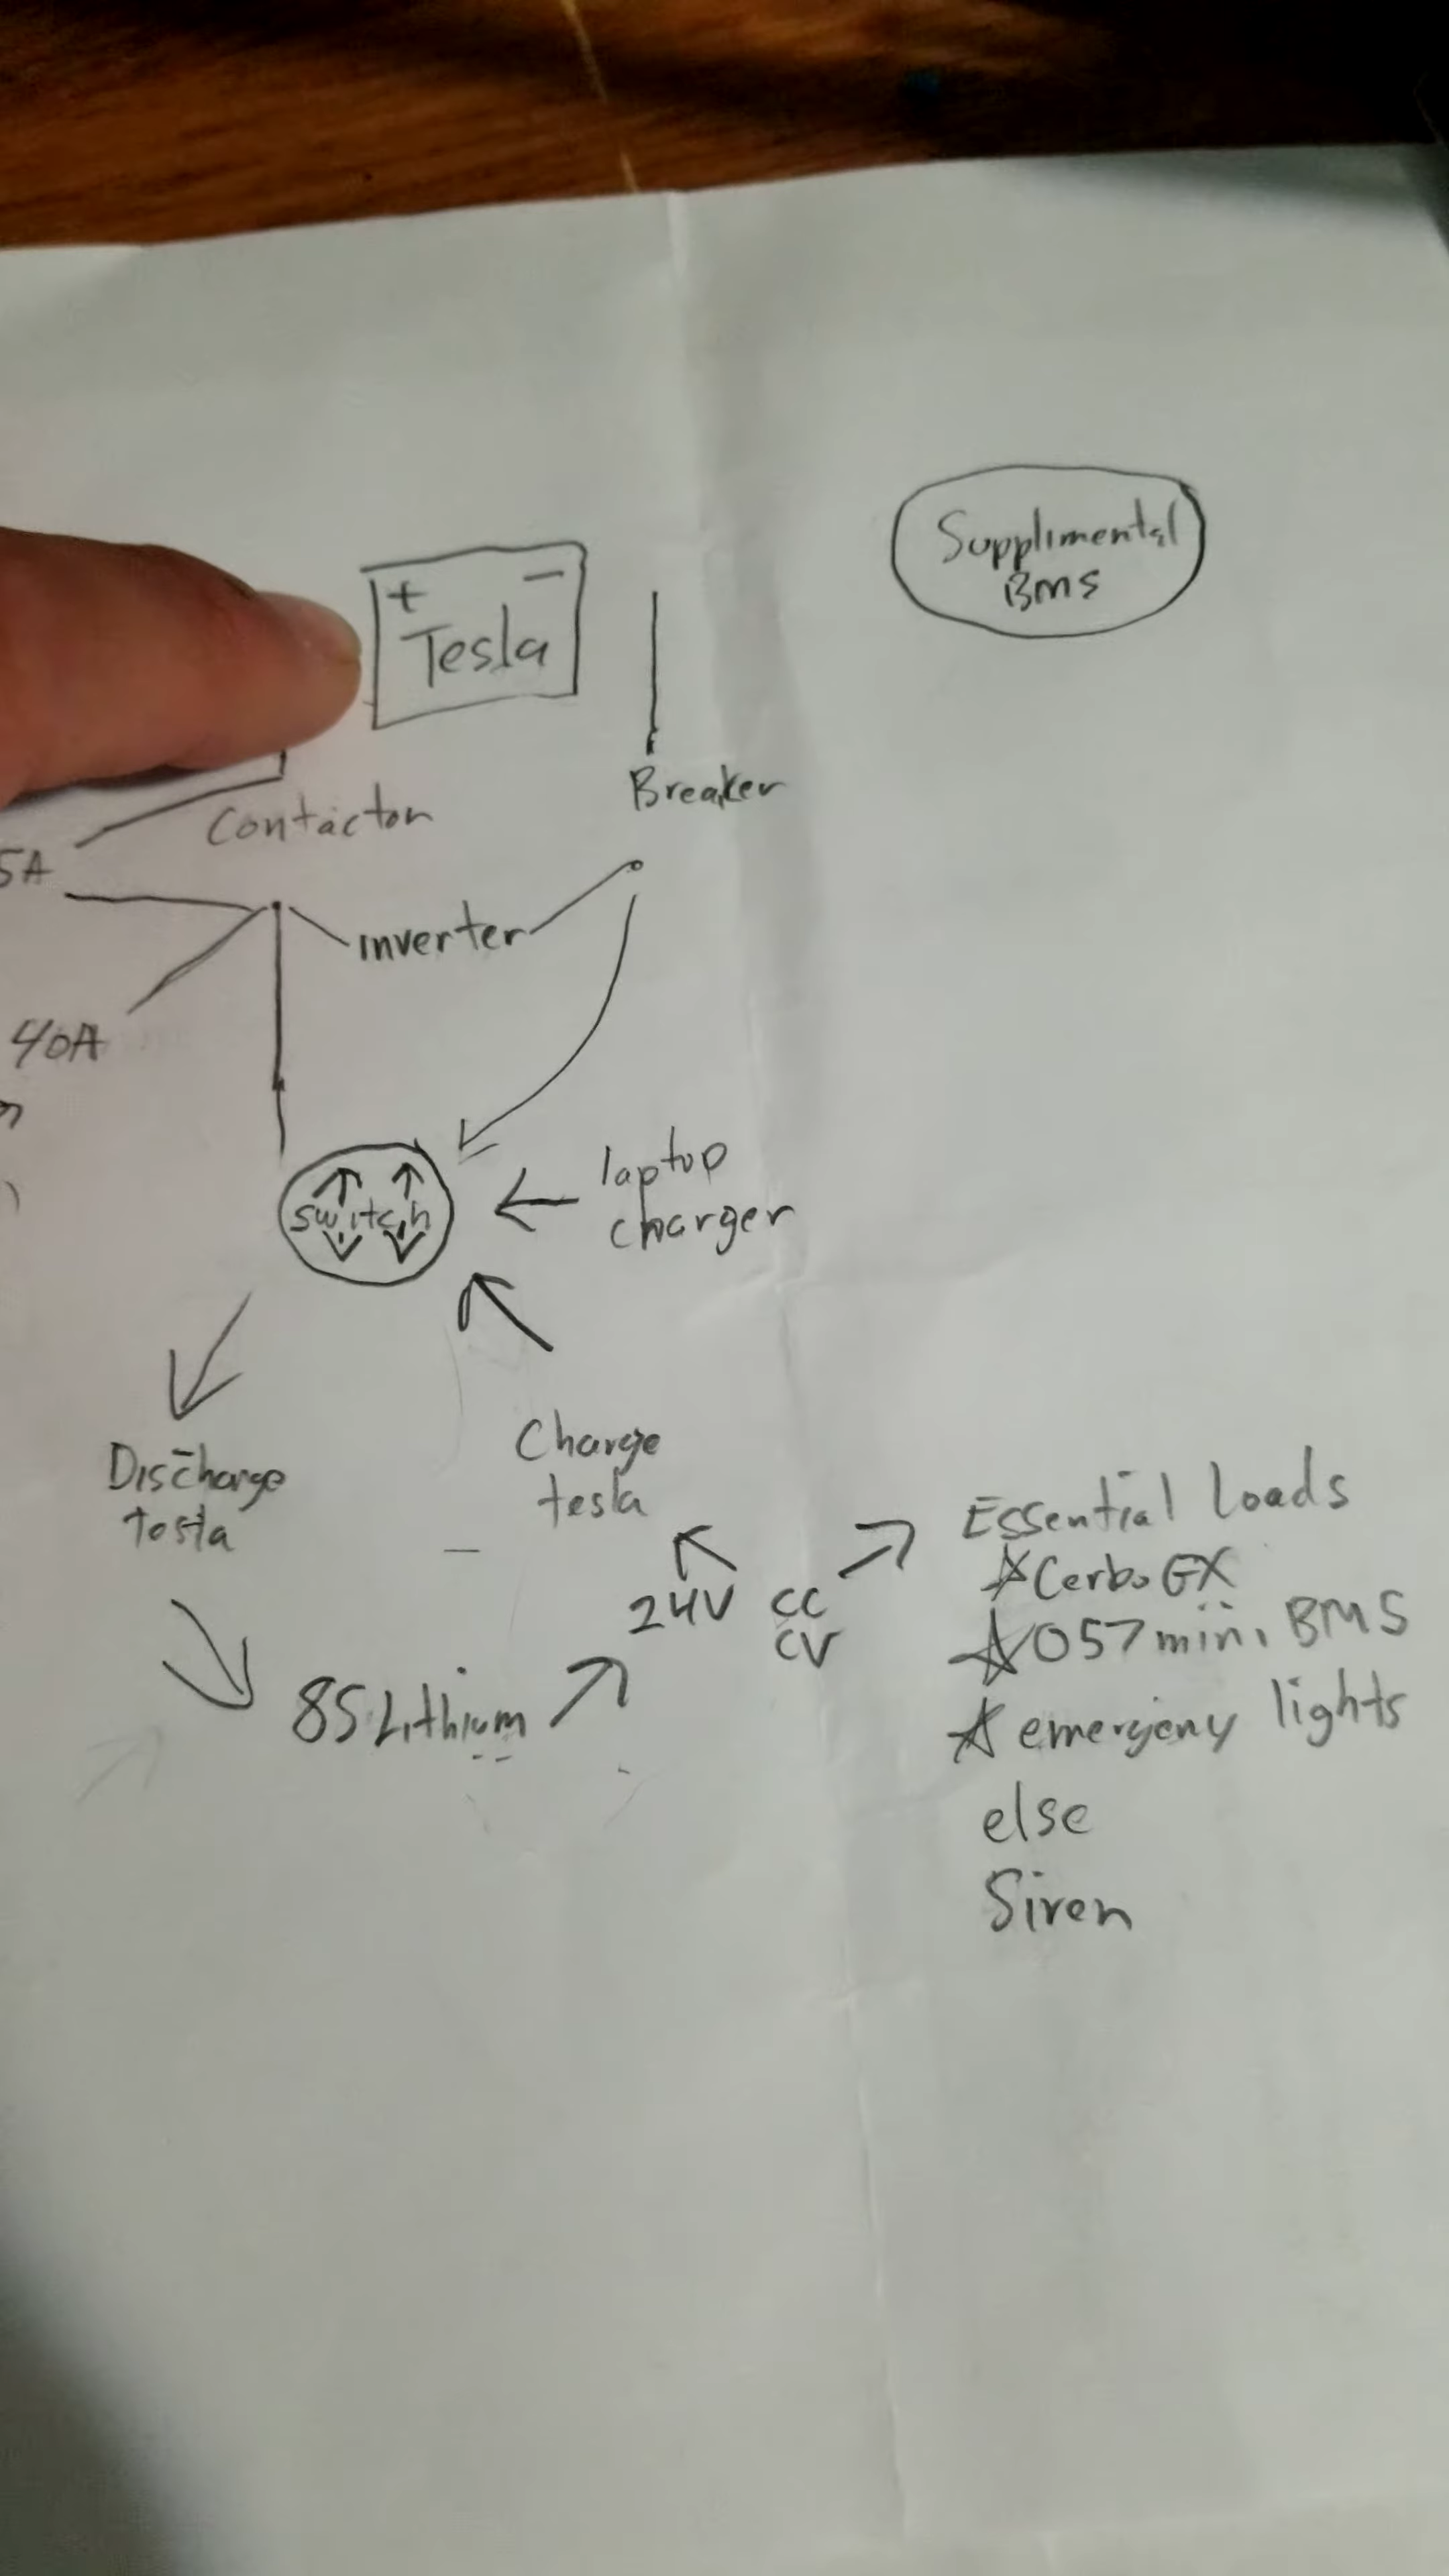 Supplimental
BMS
+ −
Tesla
Breaker
Contactor
5A
inverter
40A
laptop
charger
switch
Charge
tesla
Discharge
tesla
Essential Loads
Cerbo GX
24V CC
CV
057 mini BMS
8S Lithium
emergeny lights
else
Siren